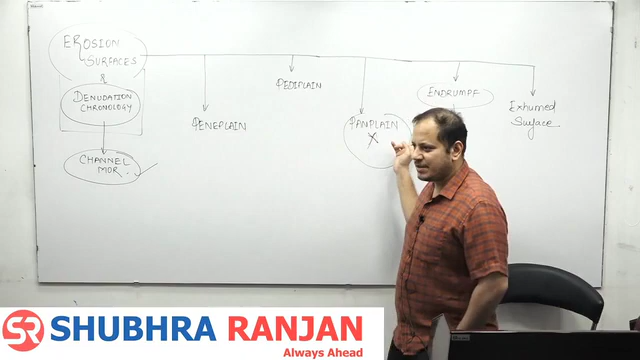 EROSION
SURFACES
DENUDATION
CHRONOLOGY
CHANNEL
MOR.
PENEPLAIN
PEDIPLAIN
PANPLAIN
X
ENDRUMPF
Exhumed
Surface
SR SHUBHRA RANJAN
Always Ahead